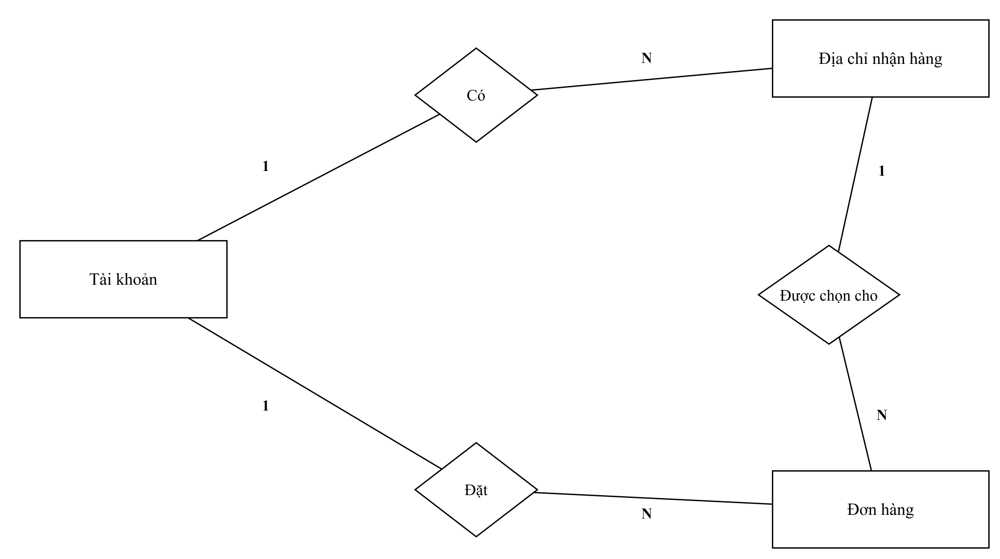 Địa chỉ nhận hàng
N
Có
1
1
Tài khoản
Được chọn cho
1
N
Đặt
N
Đơn hàng